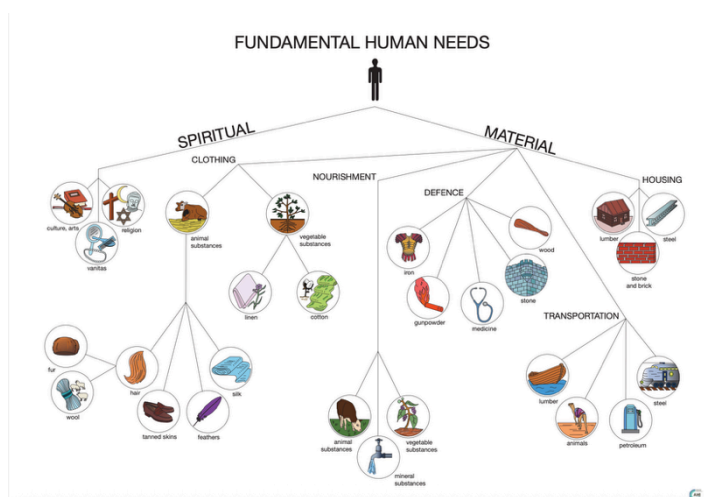 FUNDAMENTAL HUMAN NEEDS
SPIRITUAL
MATERIAL
CLOTHING
NOURISHMENT
DEFENCE
HOUSING
culture, arts
religion
vanitas
animal
substances
vegetable
substances
linen
cotton
fur
wool
hair
tanned skins
feathers
silk
animal
substances
vegetable
substances
mineral
substances
iron
gunpowder
medicine
stone
wood
lumber
steel
stone
and brick
TRANSPORTATION
lumber
animals
petroleum
steel